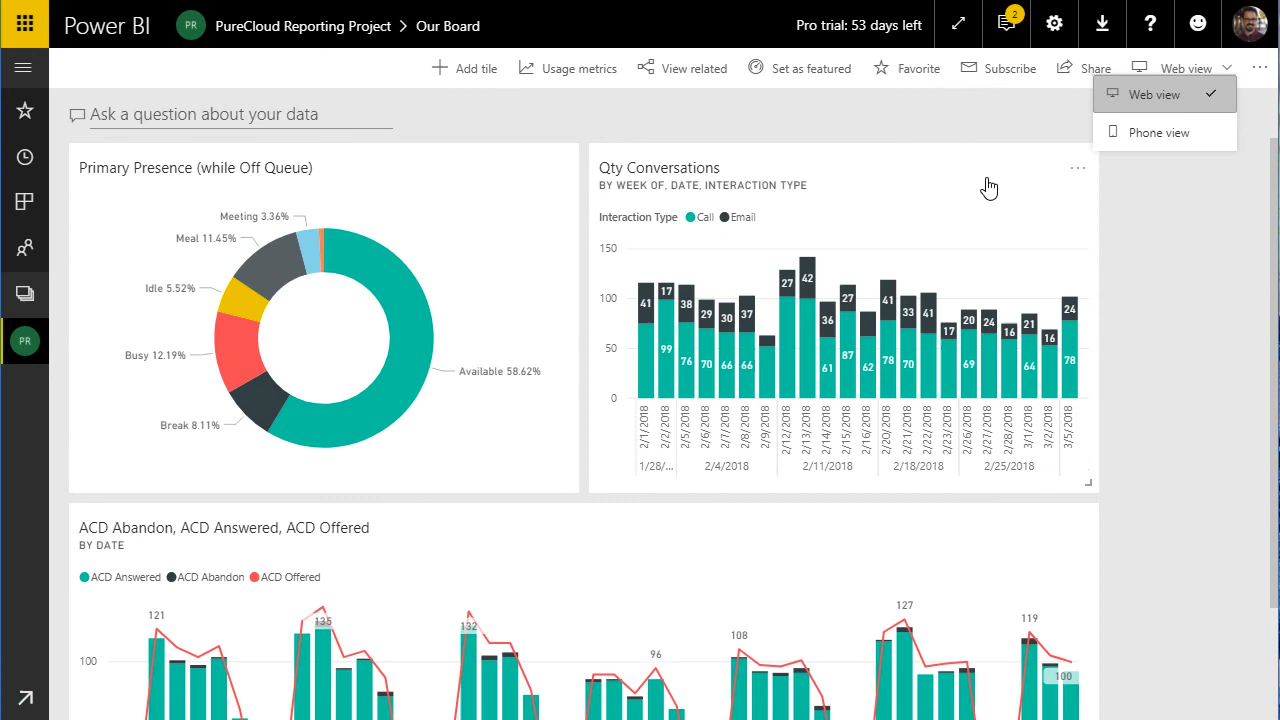 Power BI
PR
PureCloud Reporting Project
Our Board
Pro trial: 53 days left
2
Add tile
Usage metrics
View related
Set as featured
Favorite
Subscribe
Share
Web view
Web view
Phone view
Ask a question about your data
PR
Primary Presence (while Off Queue)
Meeting 3.36%
Meal 11.45%
Idle 5.52%
Busy 12.19%
Break 8.11%
Available 58.62%
Qty Conversations
BY WEEK OF, DATE, INTERACTION TYPE
Interaction Type Call Email
150
100
50
0
41 17 38 29 30 37 27 42 36 27 41 33 41 17 20 24 16 21 16 24
99 76 70 66 66 61 87 62 78 70 69 64 78
2/1/2018 2/2/2018 2/5/2018 2/6/2018 2/7/2018 2/8/2018 2/9/2018 2/12/2018 2/13/2018 2/14/2018 2/15/2018 2/16/2018 2/20/2018 2/21/2018 2/22/2018 2/23/2018 2/26/2018 2/27/2018 2/28/2018 3/1/2018 3/2/2018 3/5/2018
1/28/... 2/4/2018 2/11/2018 2/18/2018 2/25/2018
ACD Abandon, ACD Answered, ACD Offered
BY DATE
ACD Answered ACD Abandon ACD Offered
100
121 135 132 96 108 127 119 100